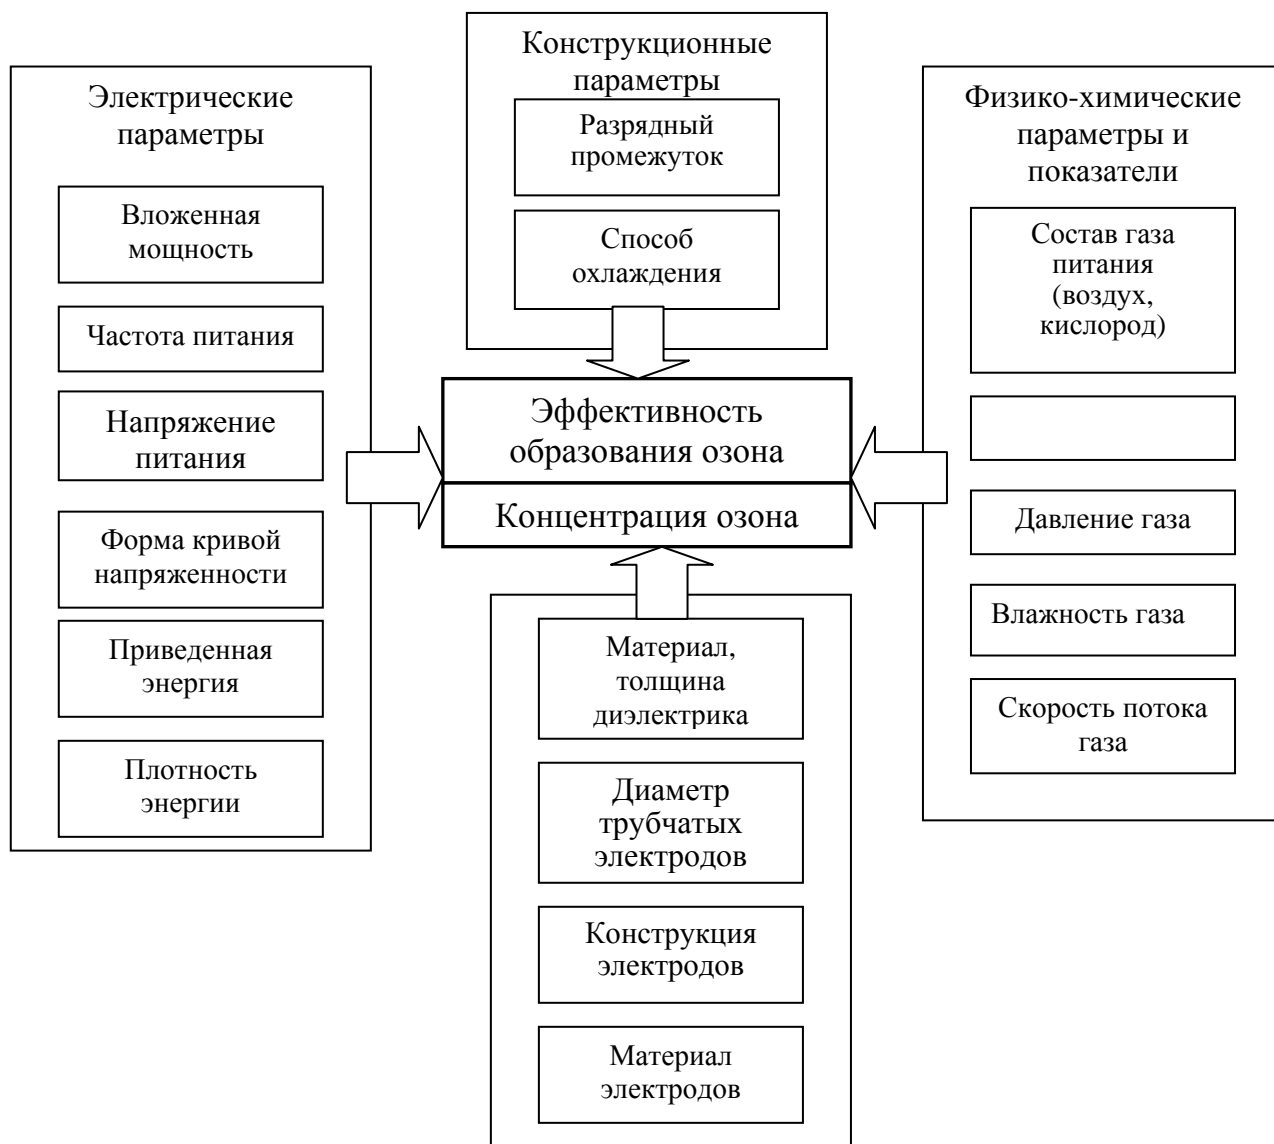 Электрические
параметры
Вложенная
мощность
Частота питания
Напряжение
питания
Форма кривой
напряженности
Приведенная
энергия
Плотность
энергии
Конструкционные
параметры
Разрядный
промежуток
Способ
охлаждения
Эффективность
образования озона
Концентрация озона
Материал,
толщина
диэлектрика
Диаметр
трубчатых
электродов
Конструкция
электродов
Материал
электродов
Физико-химические
параметры и
показатели
Состав газа
питания
(воздух,
кислород)
Давление газа
Влажность газа
Скорость потока
газа